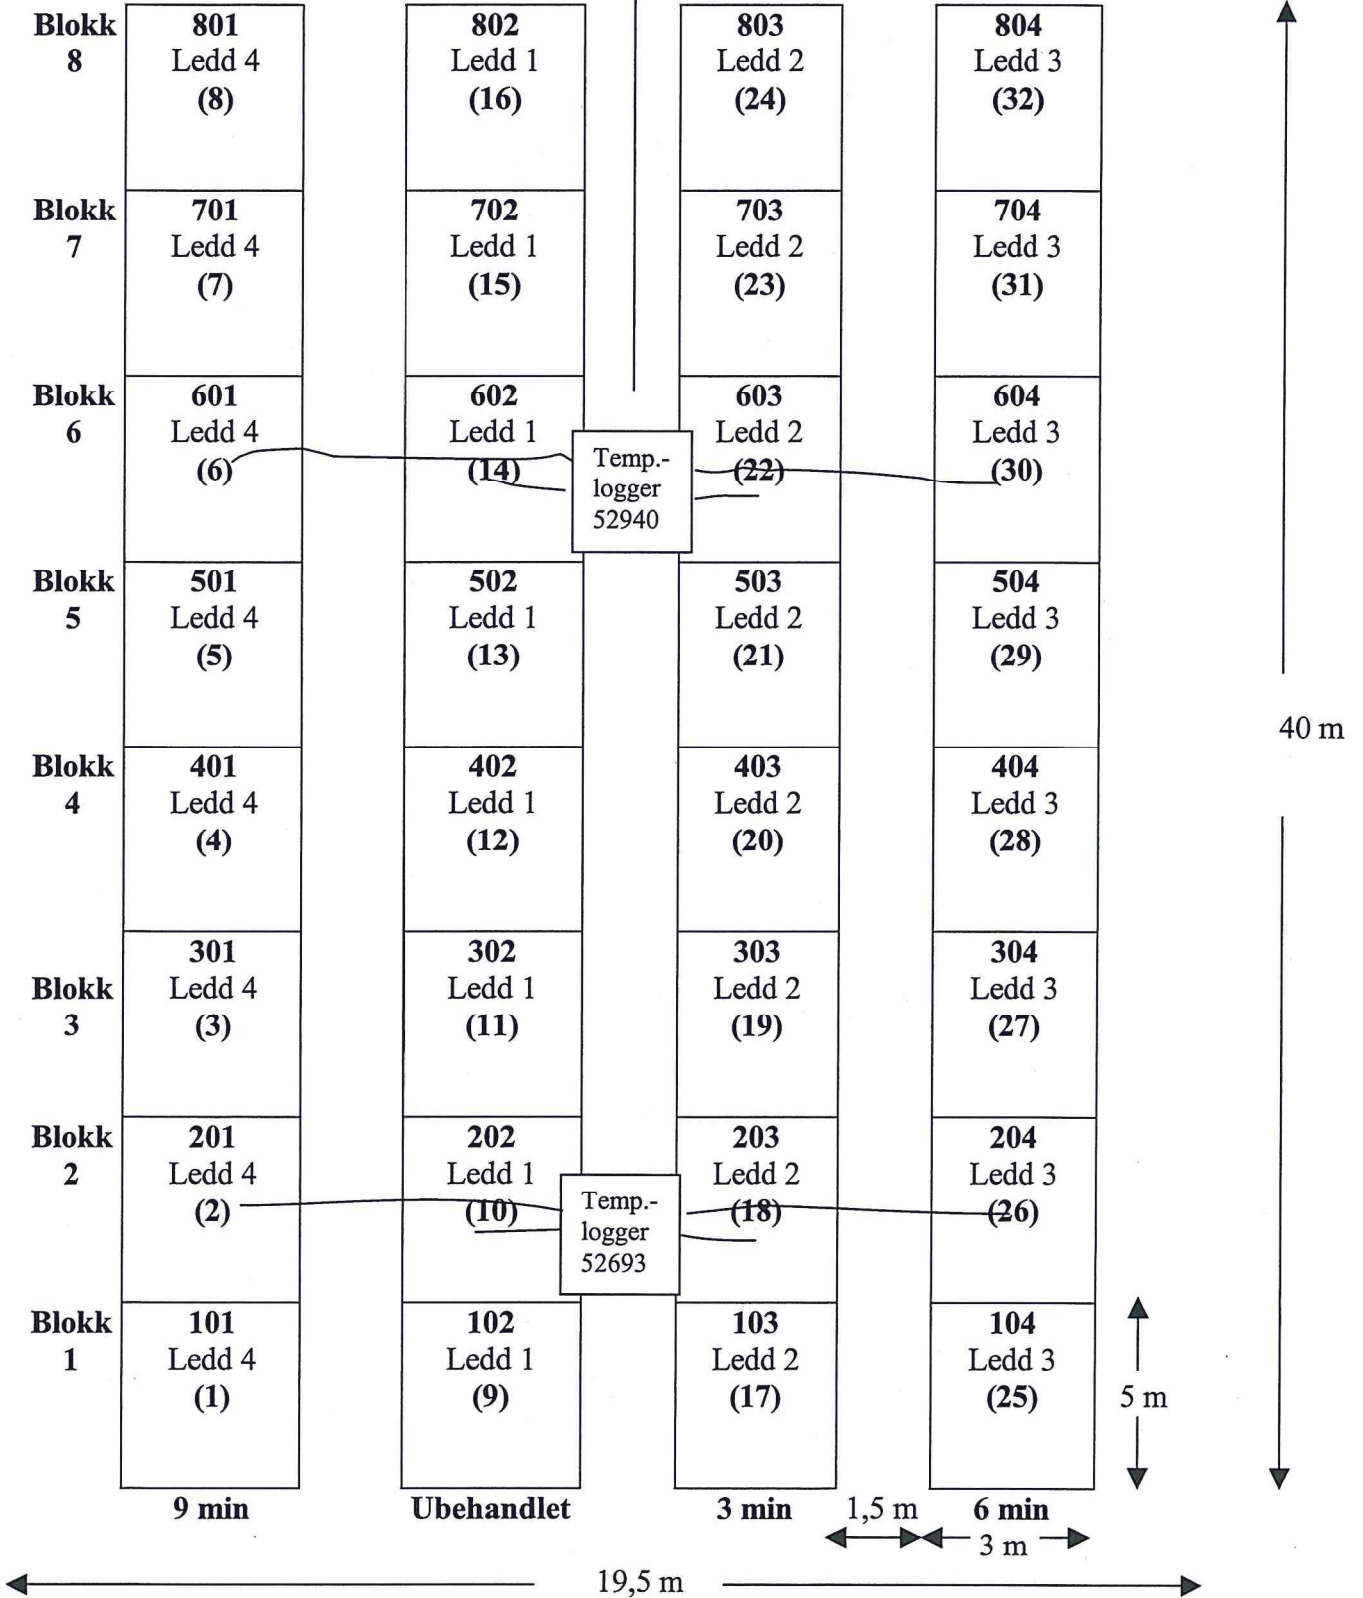 Blokk
8
801
Ledd 4
(8)
802
Ledd 1
(16)
803
Ledd 2
(24)
804
Ledd 3
(32)
Blokk
7
701
Ledd 4
(7)
702
Ledd 1
(15)
703
Ledd 2
(23)
704
Ledd 3
(31)
Blokk
6
601
Ledd 4
(6)
602
Ledd 1
(14)
Temp.-
logger
52940
603
Ledd 2
(22)
604
Ledd 3
(30)
Blokk
5
501
Ledd 4
(5)
502
Ledd 1
(13)
503
Ledd 2
(21)
504
Ledd 3
(29)
40 m
Blokk
4
401
Ledd 4
(4)
402
Ledd 1
(12)
403
Ledd 2
(20)
404
Ledd 3
(28)
Blokk
3
301
Ledd 4
(3)
302
Ledd 1
(11)
303
Ledd 2
(19)
304
Ledd 3
(27)
Blokk
2
201
Ledd 4
(2)
202
Ledd 1
(10)
Temp.-
logger
52693
203
Ledd 2
(18)
204
Ledd 3
(26)
Blokk
1
101
Ledd 4
(1)
102
Ledd 1
(9)
103
Ledd 2
(17)
104
Ledd 3
(25)
5 m
9 min
Ubehandlet
3 min
1,5 m
6 min
3 m
19,5 m